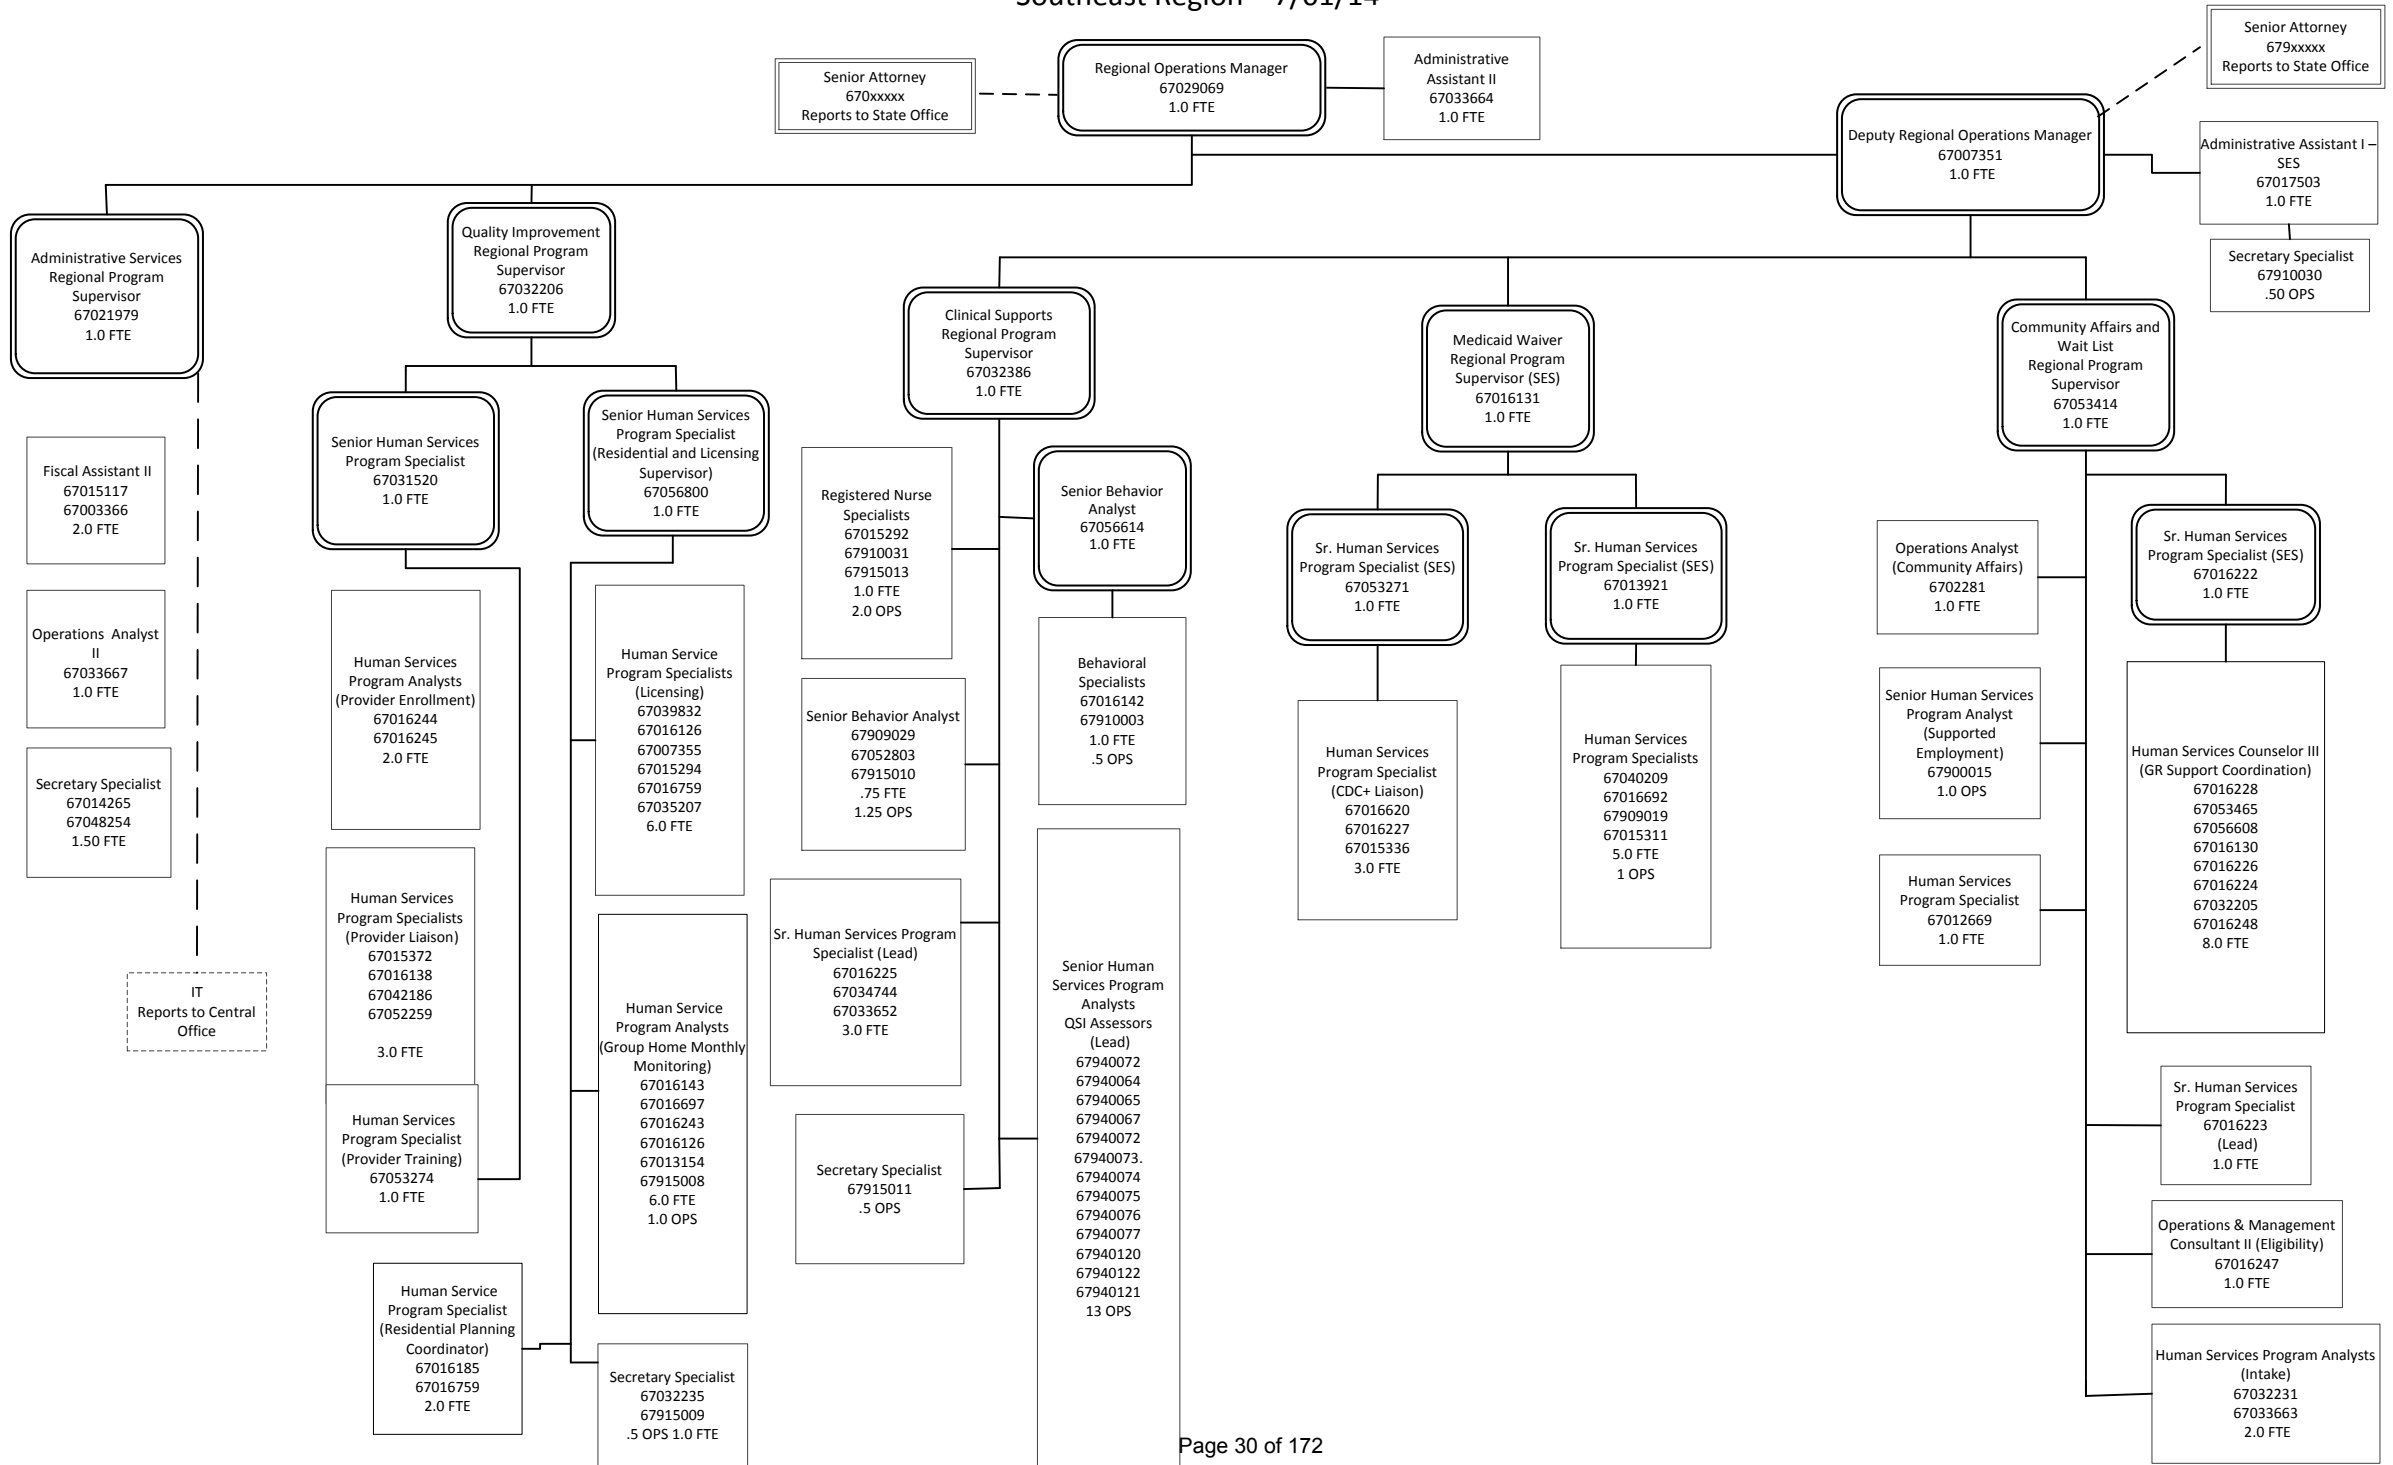 Southeast Region – 7/01/14
Senior Attorney
670xxxxx
Reports to State Office
Regional Operations Manager
67029069
1.0 FTE
Administrative
Assistant II
67033664
1.0 FTE
Senior Attorney
679xxxxx
Reports to State Office
Deputy Regional Operations Manager
67007351
1.0 FTE
Administrative Assistant I –
SES
67017503
1.0 FTE
Secretary Specialist
67910030
.50 OPS
Administrative Services
Regional Program
Supervisor
67021979
1.0 FTE
Fiscal Assistant II
67015117
67003366
2.0 FTE
Operations Analyst
II
67033667
1.0 FTE
Secretary Specialist
67014265
67048254
1.50 FTE
IT
Reports to Central
Office
Quality Improvement
Regional Program
Supervisor
67032206
1.0 FTE
Senior Human Services
Program Specialist
67031520
1.0 FTE
Human Services
Program Analysts
(Provider Enrollment)
67016244
67016245
2.0 FTE
Human Services
Program Specialists
(Provider Liaison)
67015372
67016138
67042186
67052259
3.0 FTE
Human Services
Program Specialist
(Provider Training)
67053274
1.0 FTE
Senior Human Services
Program Specialist
(Residential and Licensing
Supervisor)
67056800
1.0 FTE
Human Service
Program Specialists
(Licensing)
67039832
67016126
67007355
67015294
67016759
67035207
6.0 FTE
Human Service
Program Analysts
(Group Home Monthly
Monitoring)
67016143
67016697
67016243
67016126
67013154
67915008
6.0 FTE
1.0 OPS
Human Service
Program Specialist
(Residential Planning
Coordinator)
67016185
67016759
2.0 FTE
Secretary Specialist
67032235
67915009
.5 OPS 1.0 FTE
Clinical Supports
Regional Program
Supervisor
67032386
1.0 FTE
Registered Nurse
Specialists
67015292
67910031
67915013
1.0 FTE
2.0 OPS
Senior Behavior
Analyst
67056614
1.0 FTE
Behavioral
Specialists
67016142
67910003
1.0 FTE
.5 OPS
Senior Behavior Analyst
67909029
67052803
67915010
.75 FTE
1.25 OPS
Sr. Human Services Program
Specialist (Lead)
67016225
67034744
67033652
3.0 FTE
Secretary Specialist
67915011
.5 OPS
Senior Human
Services Program
Analysts
QSI Assessors
(Lead)
67940072
67940064
67940065
67940067
67940072
67940073.
67940074
67940075
67940076
67940077
67940120
67940122
67940121
13 OPS
Medicaid Waiver
Regional Program
Supervisor (SES)
67016131
1.0 FTE
Sr. Human Services
Program Specialist (SES)
67053271
1.0 FTE
Human Services
Program Specialist
(CDC+ Liaison)
67016620
67016227
67015336
3.0 FTE
Sr. Human Services
Program Specialist (SES)
67013921
1.0 FTE
Human Services
Program Specialists
67040209
67016692
67909019
67015311
5.0 FTE
1 OPS
Community Affairs and
Wait List
Regional Program
Supervisor
67053414
1.0 FTE
Operations Analyst
(Community Affairs)
6702281
1.0 FTE
Senior Human Services
Program Analyst
(Supported
Employment)
67900015
1.0 OPS
Human Services
Program Specialist
67012669
1.0 FTE
Sr. Human Services
Program Specialist (SES)
67016222
1.0 FTE
Human Services Counselor III
(GR Support Coordination)
67016228
67053465
67056608
67016130
67016226
67016224
67032205
67016248
8.0 FTE
Sr. Human Services
Program Specialist
67016223
(Lead)
1.0 FTE
Operations & Management
Consultant II (Eligibility)
67016247
1.0 FTE
Human Services Program Analysts
(Intake)
67032231
67033663
2.0 FTE
Page 30 of 172